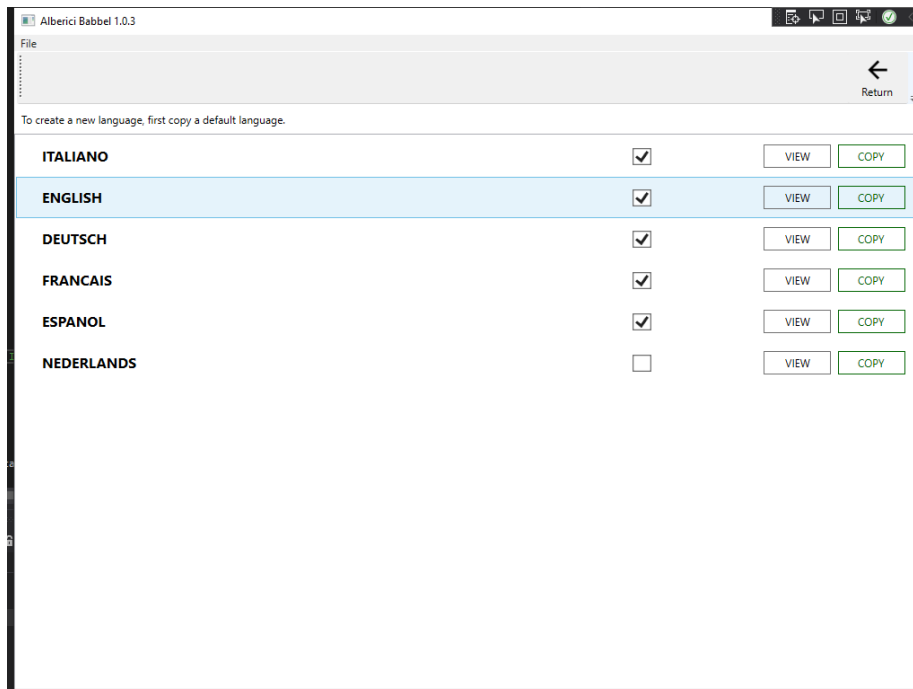 Alberici Babbel 1.0.3
File
Return
To create a new language, first copy a default language.
ITALIANO VIEW COPY
ENGLISH VIEW COPY
DEUTSCH VIEW COPY
FRANCAIS VIEW COPY
ESPANOL VIEW COPY
NEDERLANDS VIEW COPY